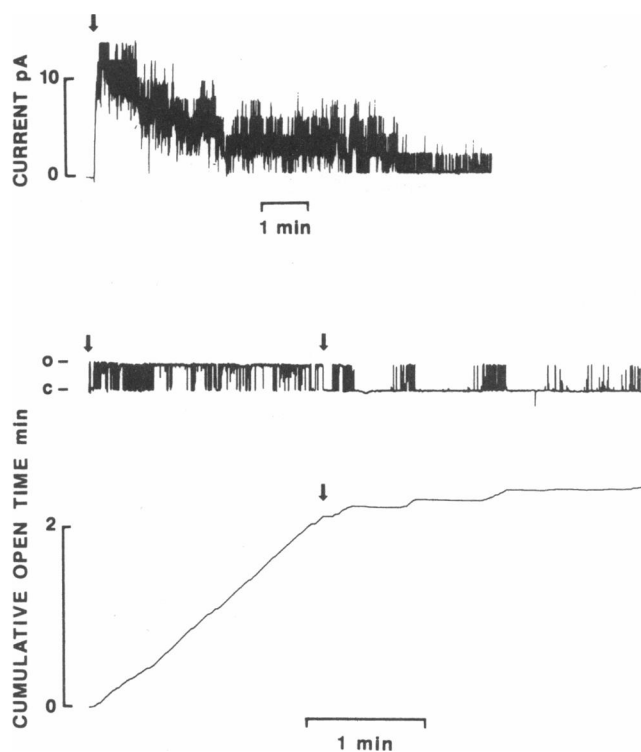 CURRENT pA
10
0
1 min
o –
c –
CUMULATIVE OPEN TIME min
2
0
1 min